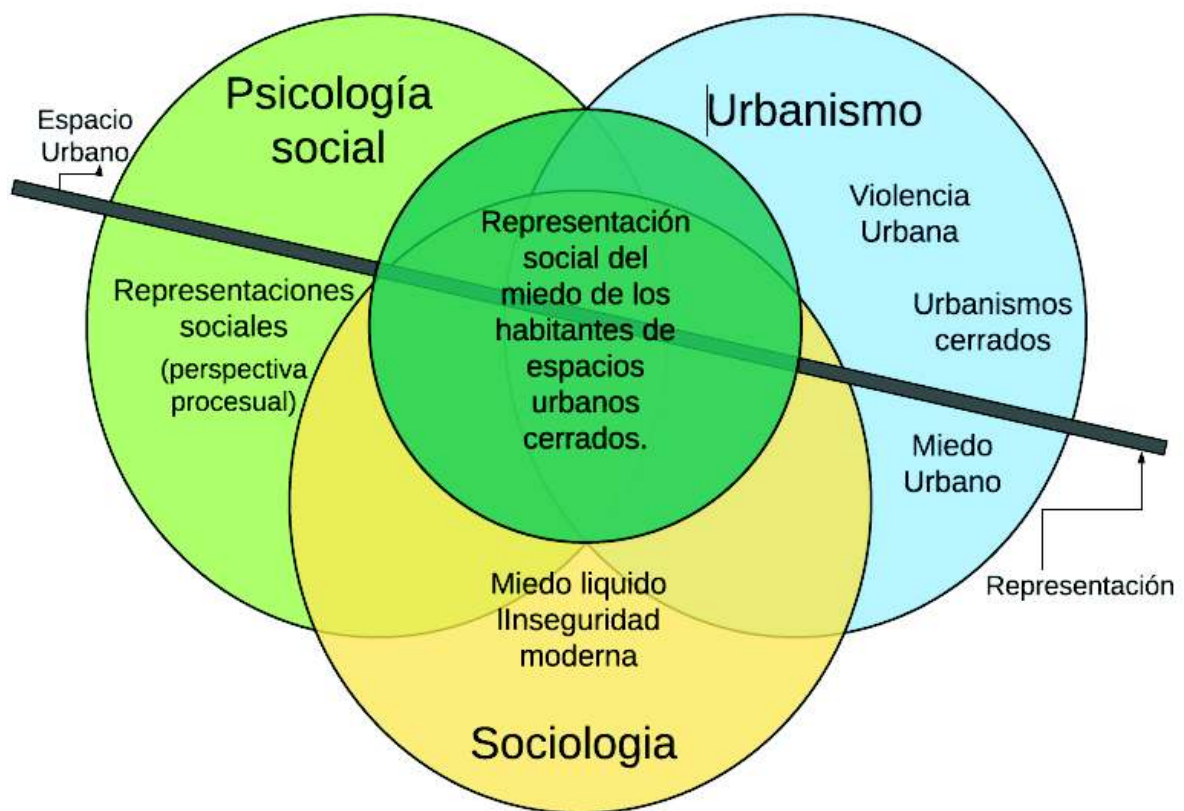 Psicología
social
Urbanismo
Espacio
Urbano
Violencia
Urbana
Representación
social del
miedo de los
habitantes de
espacios
urbanos
cerrados.
Representaciones
sociales
(perspectiva
procesual)
Urbanismos
cerrados
Miedo
Urbano
Representación
Miedo liquido
lInseguridad
moderna
Sociologia